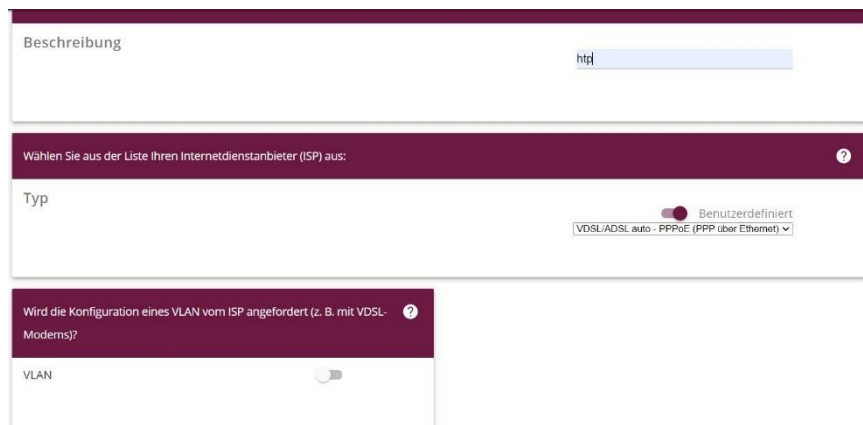 Beschreibung
htp
Wählen Sie aus der Liste Ihren Internetdienstanbieter (ISP) aus:
Typ
Benutzerdefiniert
VDSL/ADSL auto - PPPoE (PPP über Ethernet)
Wird die Konfiguration eines VLAN vom ISP angefordert (z. B. mit VDSL-
Modems)?
VLAN